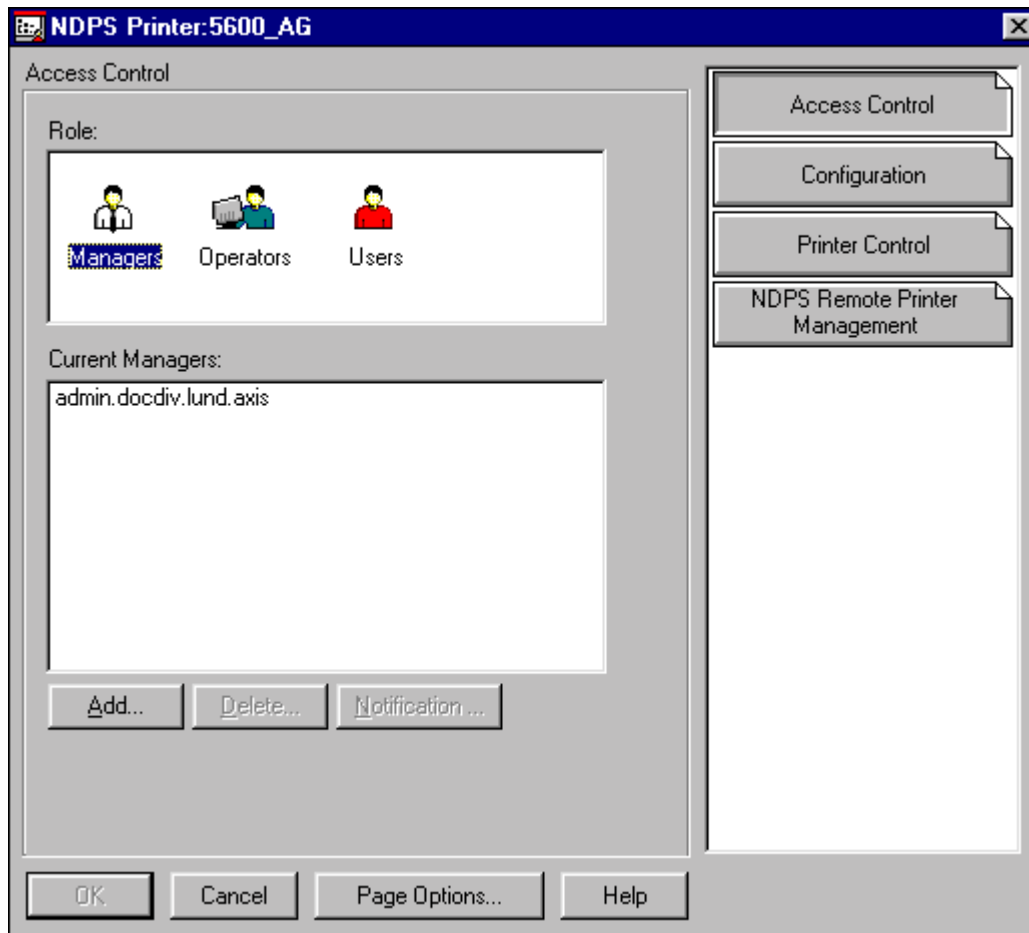 NDPS Printer:5600_AG
Access Control
Role:
Managers
Operators
Users
Current Managers:
admin.docdiv.lund.axis
Add...
Delete...
Notification ...
OK
Cancel
Page Options...
Help
Access Control
Configuration
Printer Control
NDPS Remote Printer
Management